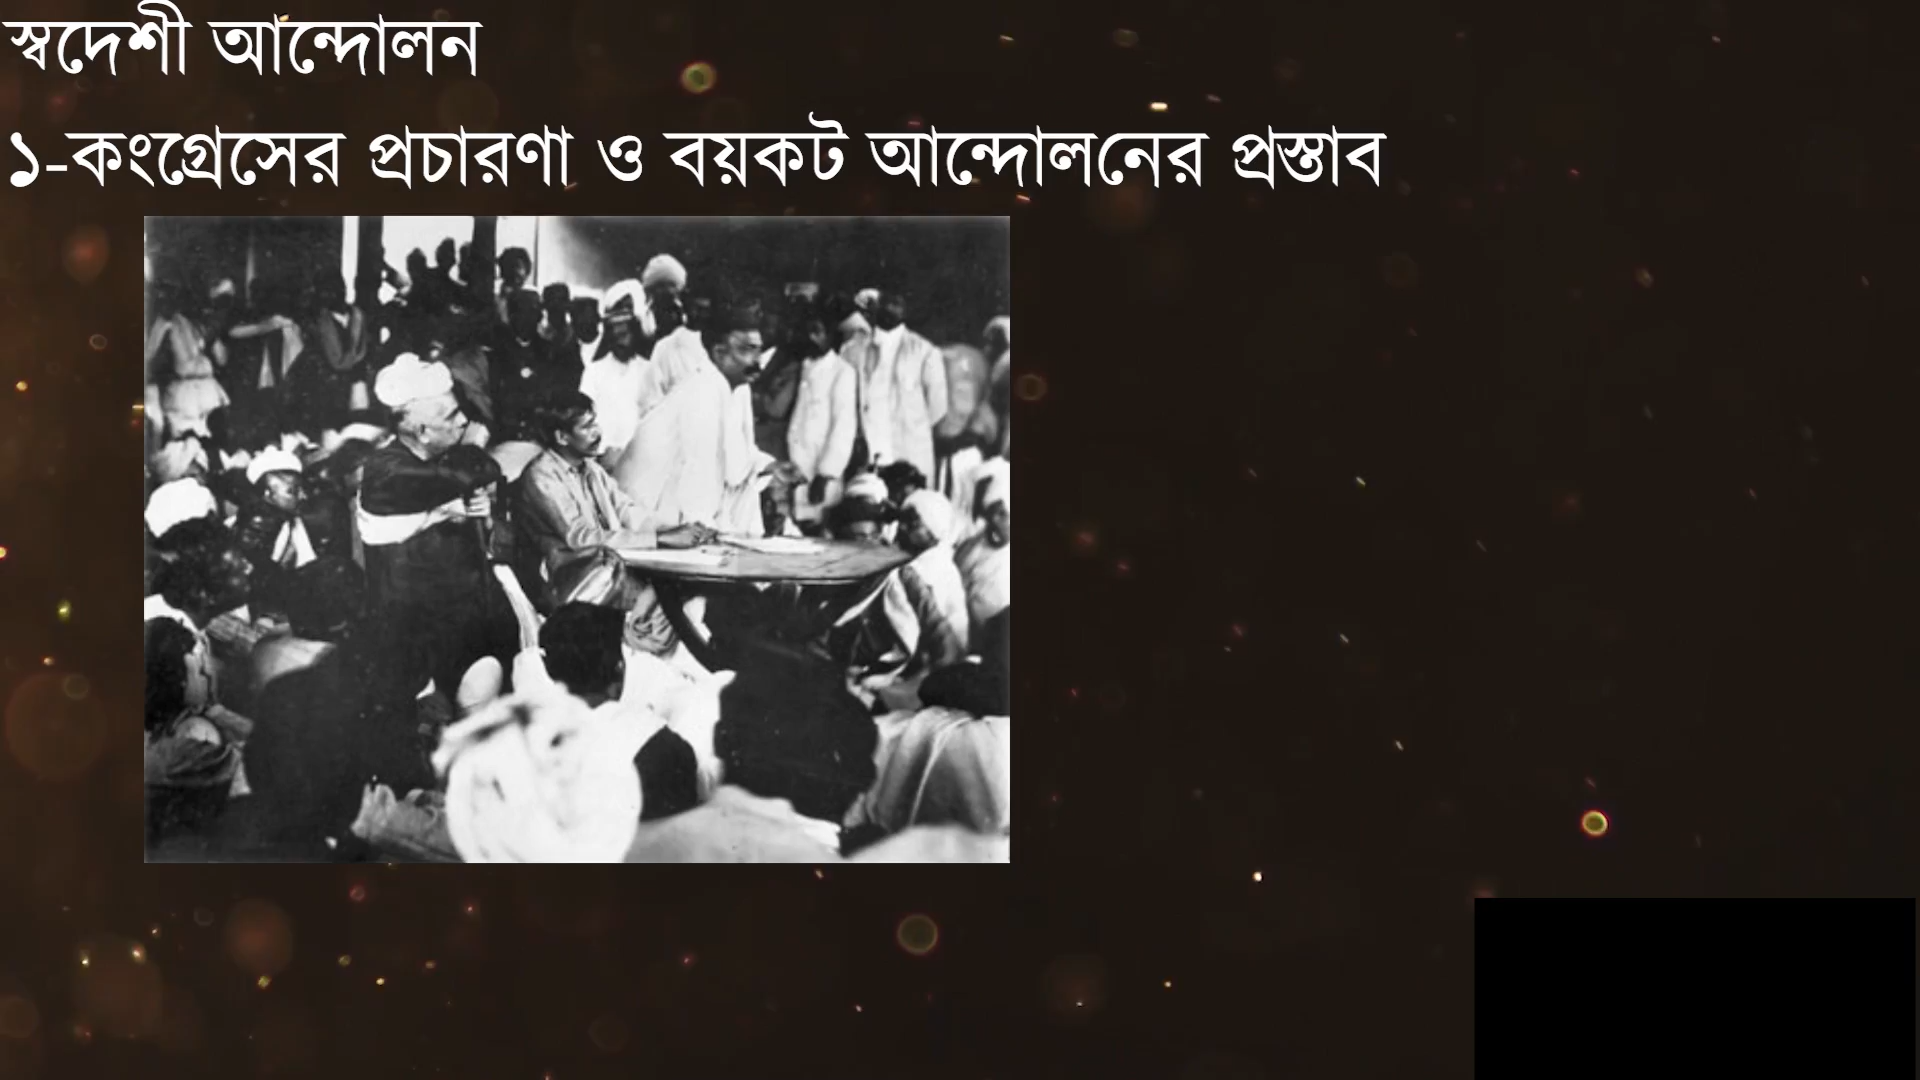 স্বদেশী আন্দোলন
১-কংগ্রেসের প্রচারণা ও বয়কট আন্দোলনের প্রস্তাব